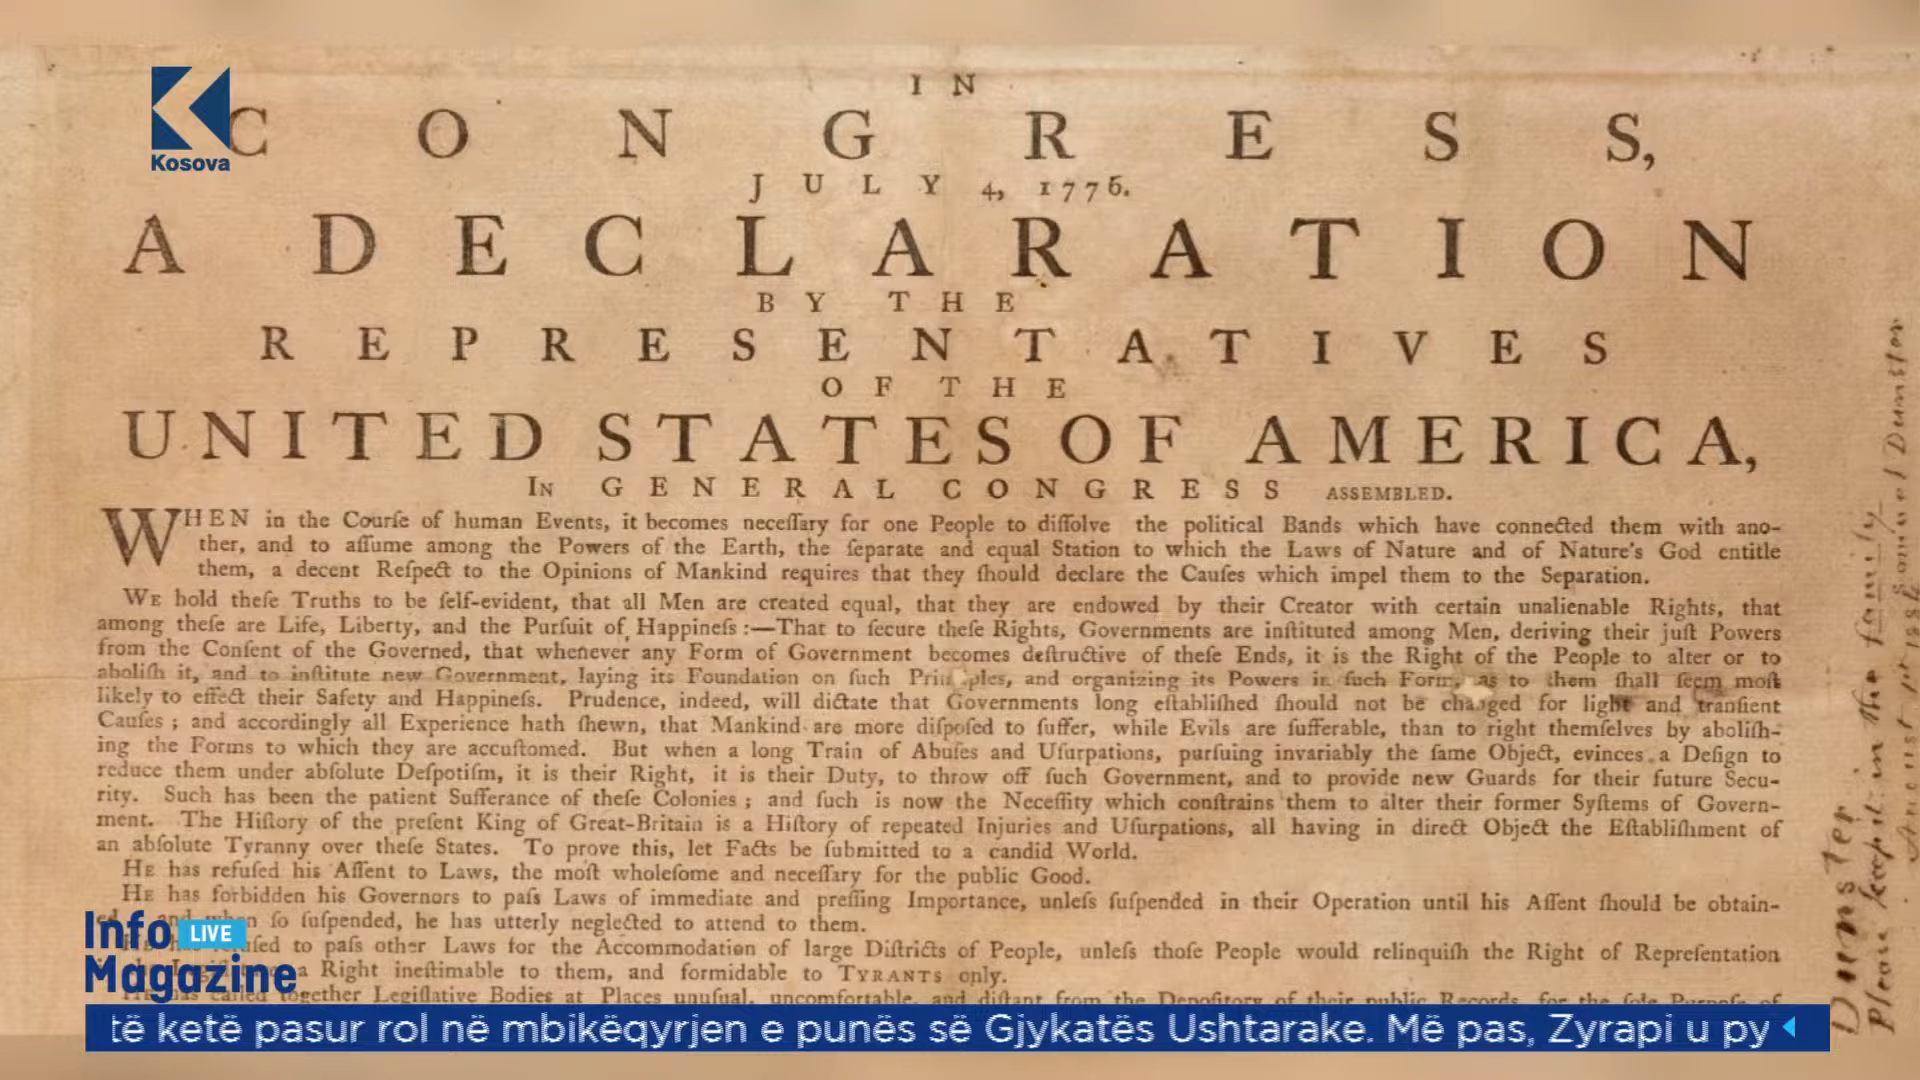 Kosova
IN
CONGRESS,
JULY 4, 1776.
A DECLARATION
BY THE
REPRESENTATIVES
OF THE
UNITED STATES OF AMERICA,
IN GENERAL CONGRESS ASSEMBLED.
WHEN in the Courſe of human Events, it becomes neceſſary for one People to diſſolve the political Bands which have connected them with ano-
ther, and to aſſume among the Powers of the Earth, the ſeparate and equal Station to which the Laws of Nature and of Nature's God entitle
them, a decent Reſpect to the Opinions of Mankind requires that they ſhould declare the Cauſes which impel them to the Separation.
WE hold theſe Truths to be ſelf-evident, that all Men are created equal, that they are endowed by their Creator with certain unalienable Rights, that
among theſe are Life, Liberty, and the Purſuit of Happineſs :—That to ſecure theſe Rights, Governments are inſtituted among Men, deriving their juſt Powers
from the Conſent of the Governed, that whenever any Form of Government becomes deſtructive of theſe Ends, it is the Right of the People to alter or to
aboliſh it, and to inſtitute new Government, laying its Foundation on ſuch Principles, and organizing its Powers in ſuch Form, as to them ſhall ſeem moſt
likely to effect their Safety and Happineſs. Prudence, indeed, will dictate that Governments long eſtabliſhed ſhould not be changed for light and tranſient
Cauſes ; and accordingly all Experience hath ſhewn, that Mankind are more diſpoſed to ſuffer, while Evils are ſufferable, than to right themſelves by aboliſh-
ing the Forms to which they are accuſtomed. But when a long Train of Abuſes and Uſurpations, purſuing invariably the ſame Object, evinces a Deſign to
reduce them under abſolute Deſpotiſm, it is their Right, it is their Duty, to throw off ſuch Government, and to provide new Guards for their future Secu-
rity. Such has been the patient Sufferance of theſe Colonies ; and ſuch is now the Neceſſity which conſtrains them to alter their former Syſtems of Govern-
ment. The Hiſtory of the preſent King of Great-Britain is a Hiſtory of repeated Injuries and Uſurpations, all having in direct Object the Eſtabliſhment of
an abſolute Tyranny over theſe States. To prove this, let Facts be ſubmitted to a candid World.
HE has refuſed his Aſſent to Laws, the moſt wholeſome and neceſſary for the public Good.
HE has forbidden his Governors to paſs Laws of immediate and preſſing Importance, unleſs ſuſpended in their Operation until his Aſſent ſhould be obtain-
ed; and when ſo ſuſpended, he has utterly neglected to attend to them.
HE has refuſed to paſs other Laws for the Accommodation of large Diſtricts of People, unleſs thoſe People would relinquiſh the Right of Repreſentation
a Right ineſtimable to them, and formidable to TYRANTS only.
HE has called together Legiſlative Bodies at Places unuſual, uncomfortable, and diſtant from the Depoſitory of their public Records, for the ſole Purpoſe of
Dunster
Please keep it in the family
Samuel Dunster
Info LIVE
Magazine
të ketë pasur rol në mbikëqyrjen e punës së Gjykatës Ushtarake. Më pas, Zyrapi u py